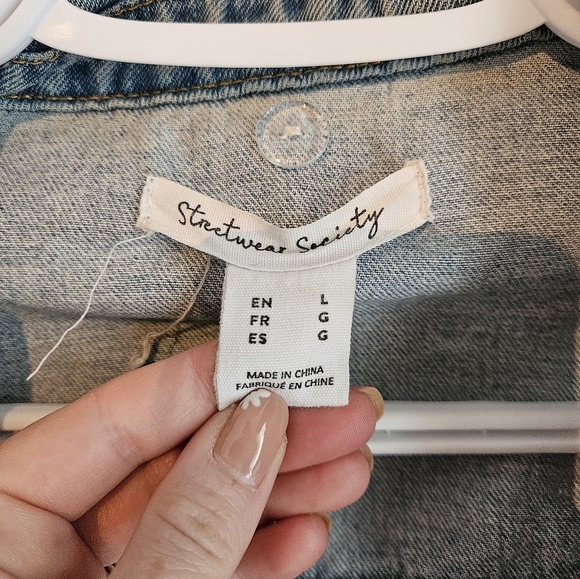 Streetwear Society
EN L
FR G
ES G
MADE IN CHINA
FABRIQUÉ EN CHINE